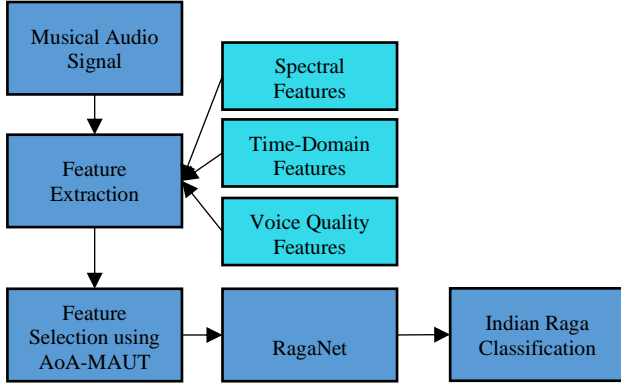 Musical Audio
Signal
Spectral
Features
Feature
Extraction
Time-Domain
Features
Voice Quality
Features
Feature
Selection using
AoA-MAUT
RagaNet
Indian Raga
Classification